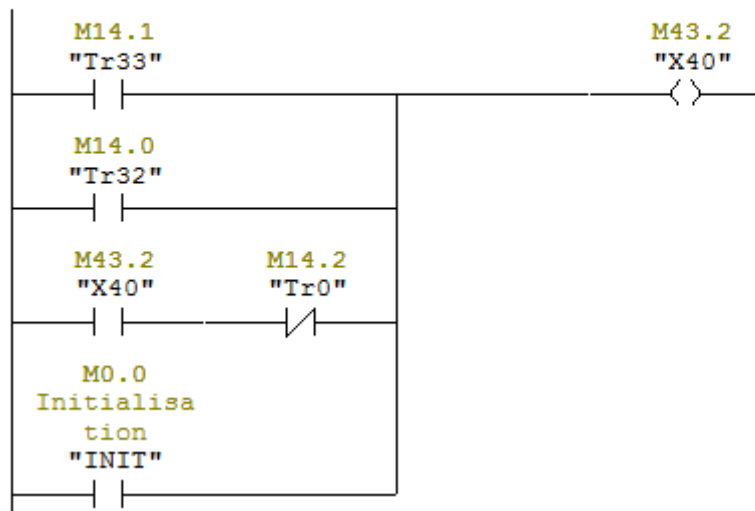 M14.1
"Tr33"
M43.2
"X40"
M14.0
"Tr32"
M43.2
"X40"
M14.2
"Tr0"
M0.0
Initialisa
tion
"INIT"